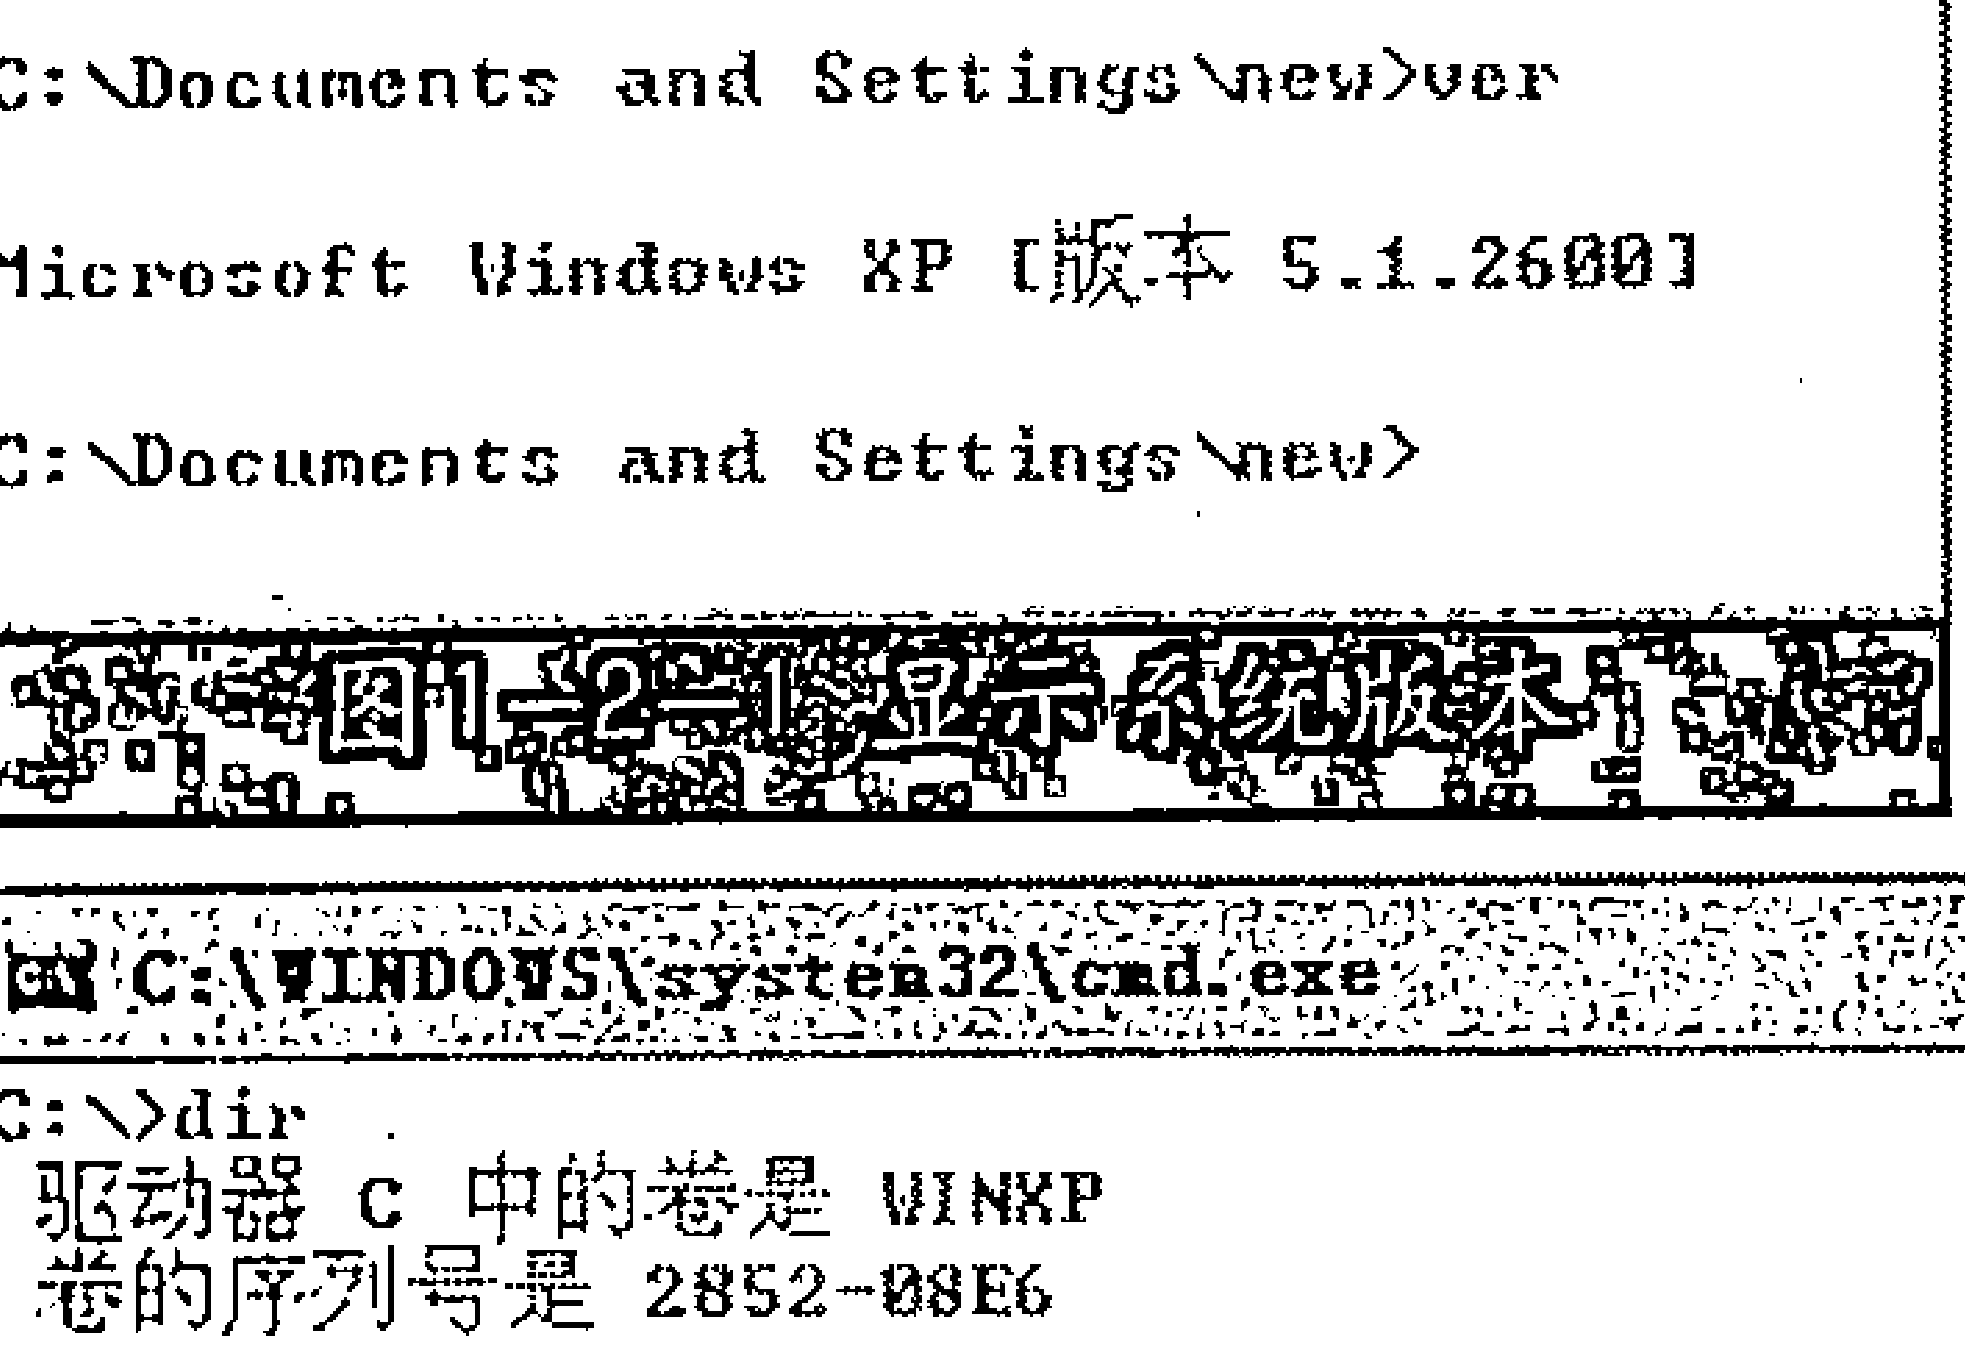 C:\Documents and Settings\new>ver
Microsoft Windows XP [版本 5.1.2600]
C:\Documents and Settings\new>
图1-2-1 显示系统版本
C:\WINDOWS\system32\cmd.exe
C:\>dir
驱动器 C 中的卷是 WINXP
卷的序列号是 2852-08E6